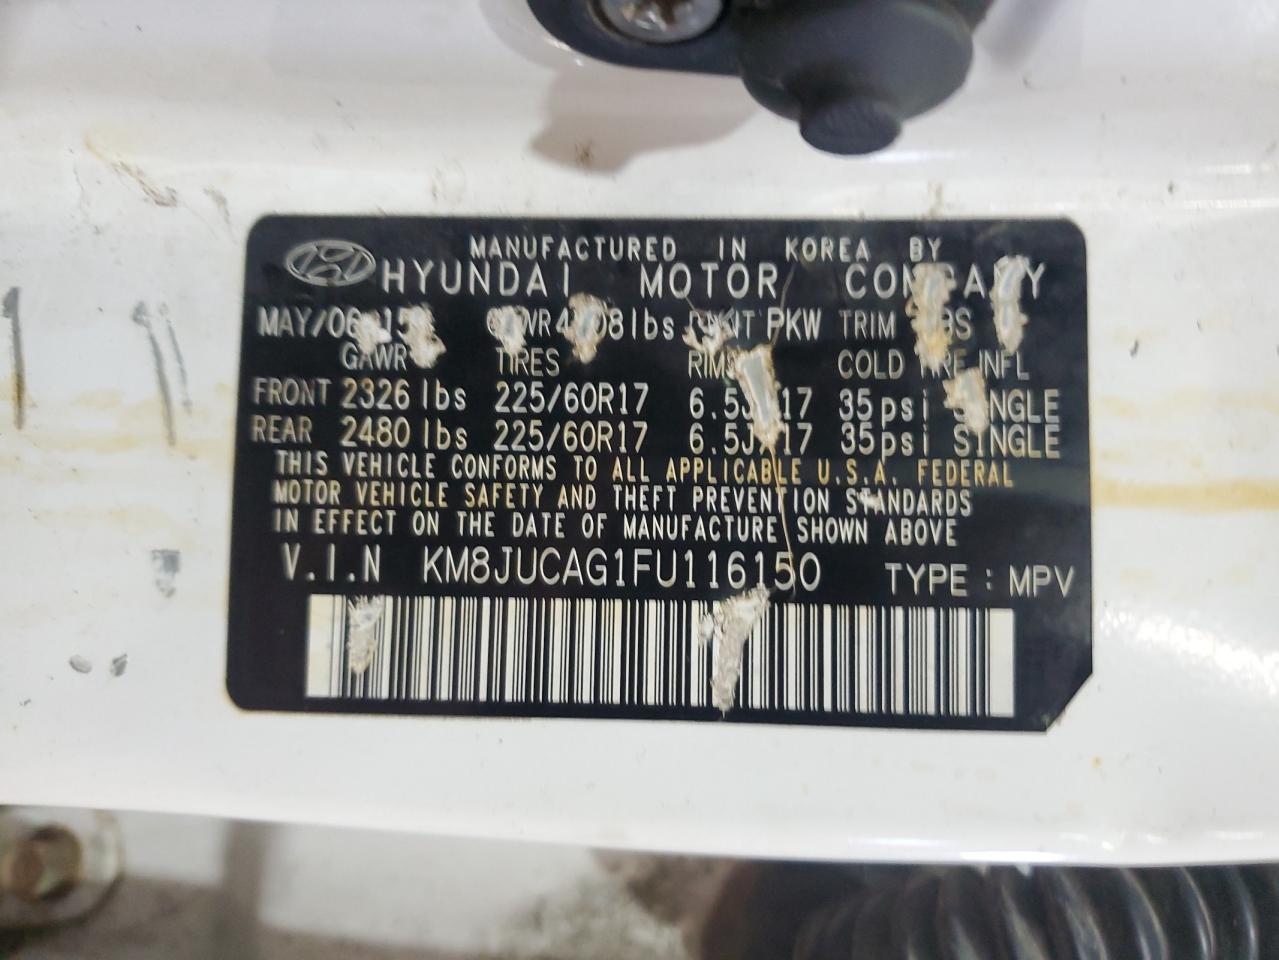 MANUFACTURED IN KOREA BY
HYUNDAI MOTOR COMPANY
lbs PKW TRIM
GAWR TIRES COLD INFL
FRONT 2326 lbs 225/60R17 35psi SINGLE
REAR 2480 lbs 225/60R17 35psi SINGLE
THIS VEHICLE CONFORMS TO ALL APPLICABLE U.S.A. FEDERAL
MOTOR VEHICLE SAFETY AND THEFT PREVENTION STANDARDS
IN EFFECT ON THE DATE OF MANUFACTURE SHOWN ABOVE
V.I.N KM8JUCAG1FU116150 TYPE : MPV